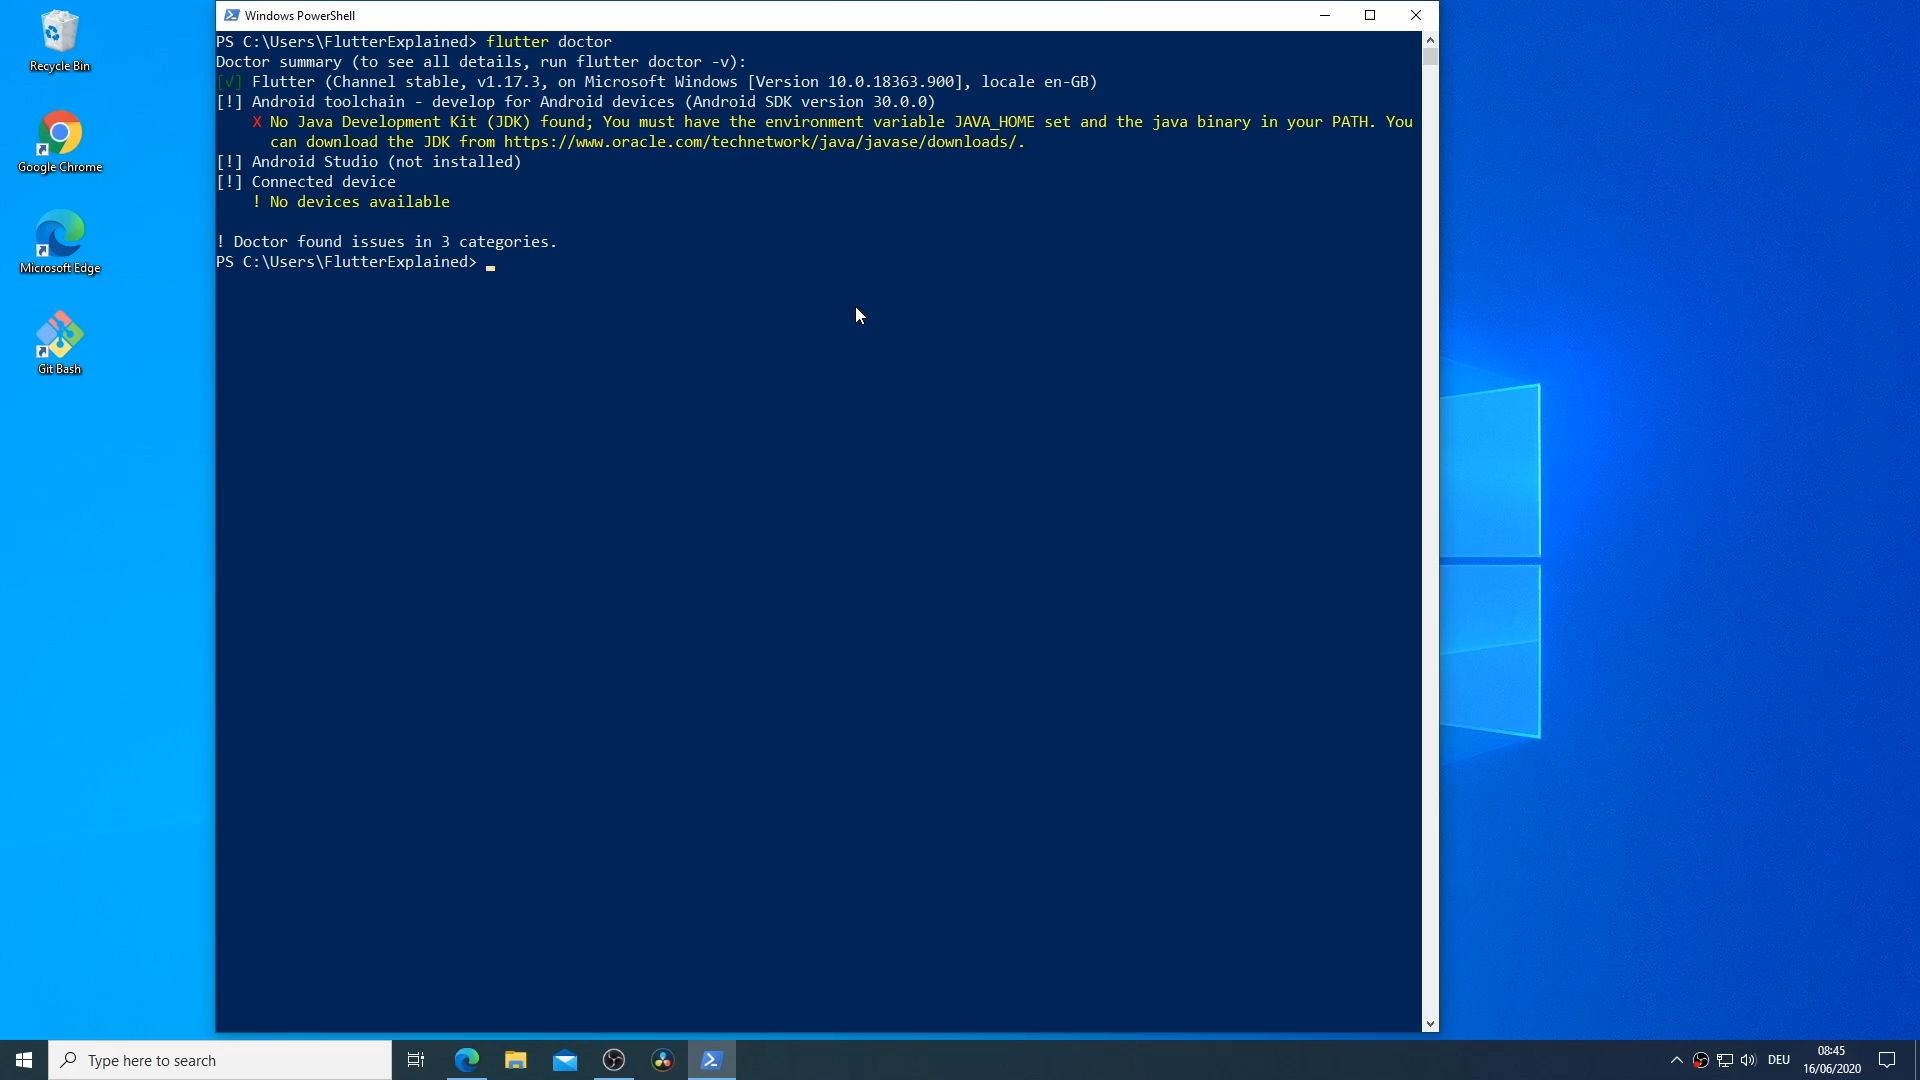 Recycle Bin
Google Chrome
Microsoft Edge
Git Bash
Windows PowerShell
PS C:\Users\FlutterExplained> flutter doctor
Doctor summary (to see all details, run flutter doctor -v):
[√] Flutter (Channel stable, v1.17.3, on Microsoft Windows [Version 10.0.18363.900], locale en-GB)
[!] Android toolchain - develop for Android devices (Android SDK version 30.0.0)
X No Java Development Kit (JDK) found; You must have the environment variable JAVA_HOME set and the java binary in your PATH. You
can download the JDK from https://www.oracle.com/technetwork/java/javase/downloads/.
[!] Android Studio (not installed)
[!] Connected device
! No devices available
! Doctor found issues in 3 categories.
PS C:\Users\FlutterExplained>
Type here to search
DEU
08:45
16/06/2020